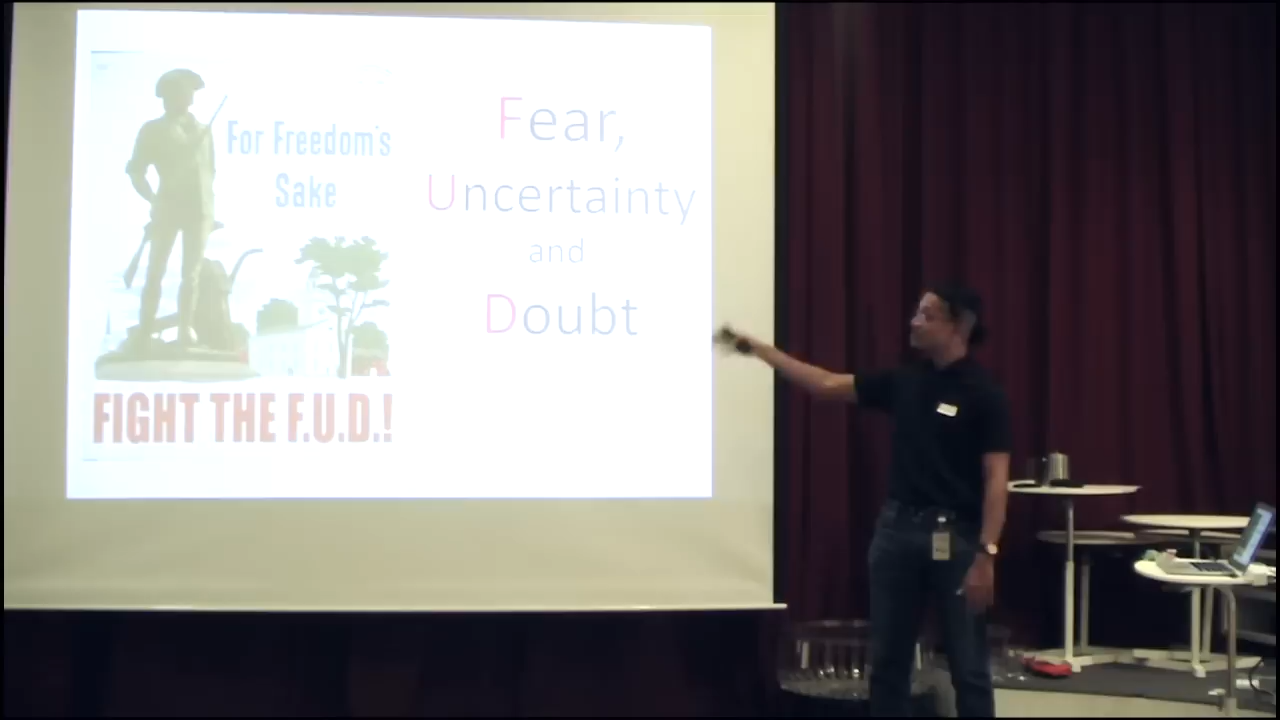 For Freedom's
Sake
FIGHT THE F.U.D.!
Fear,
Uncertainty
and
Doubt